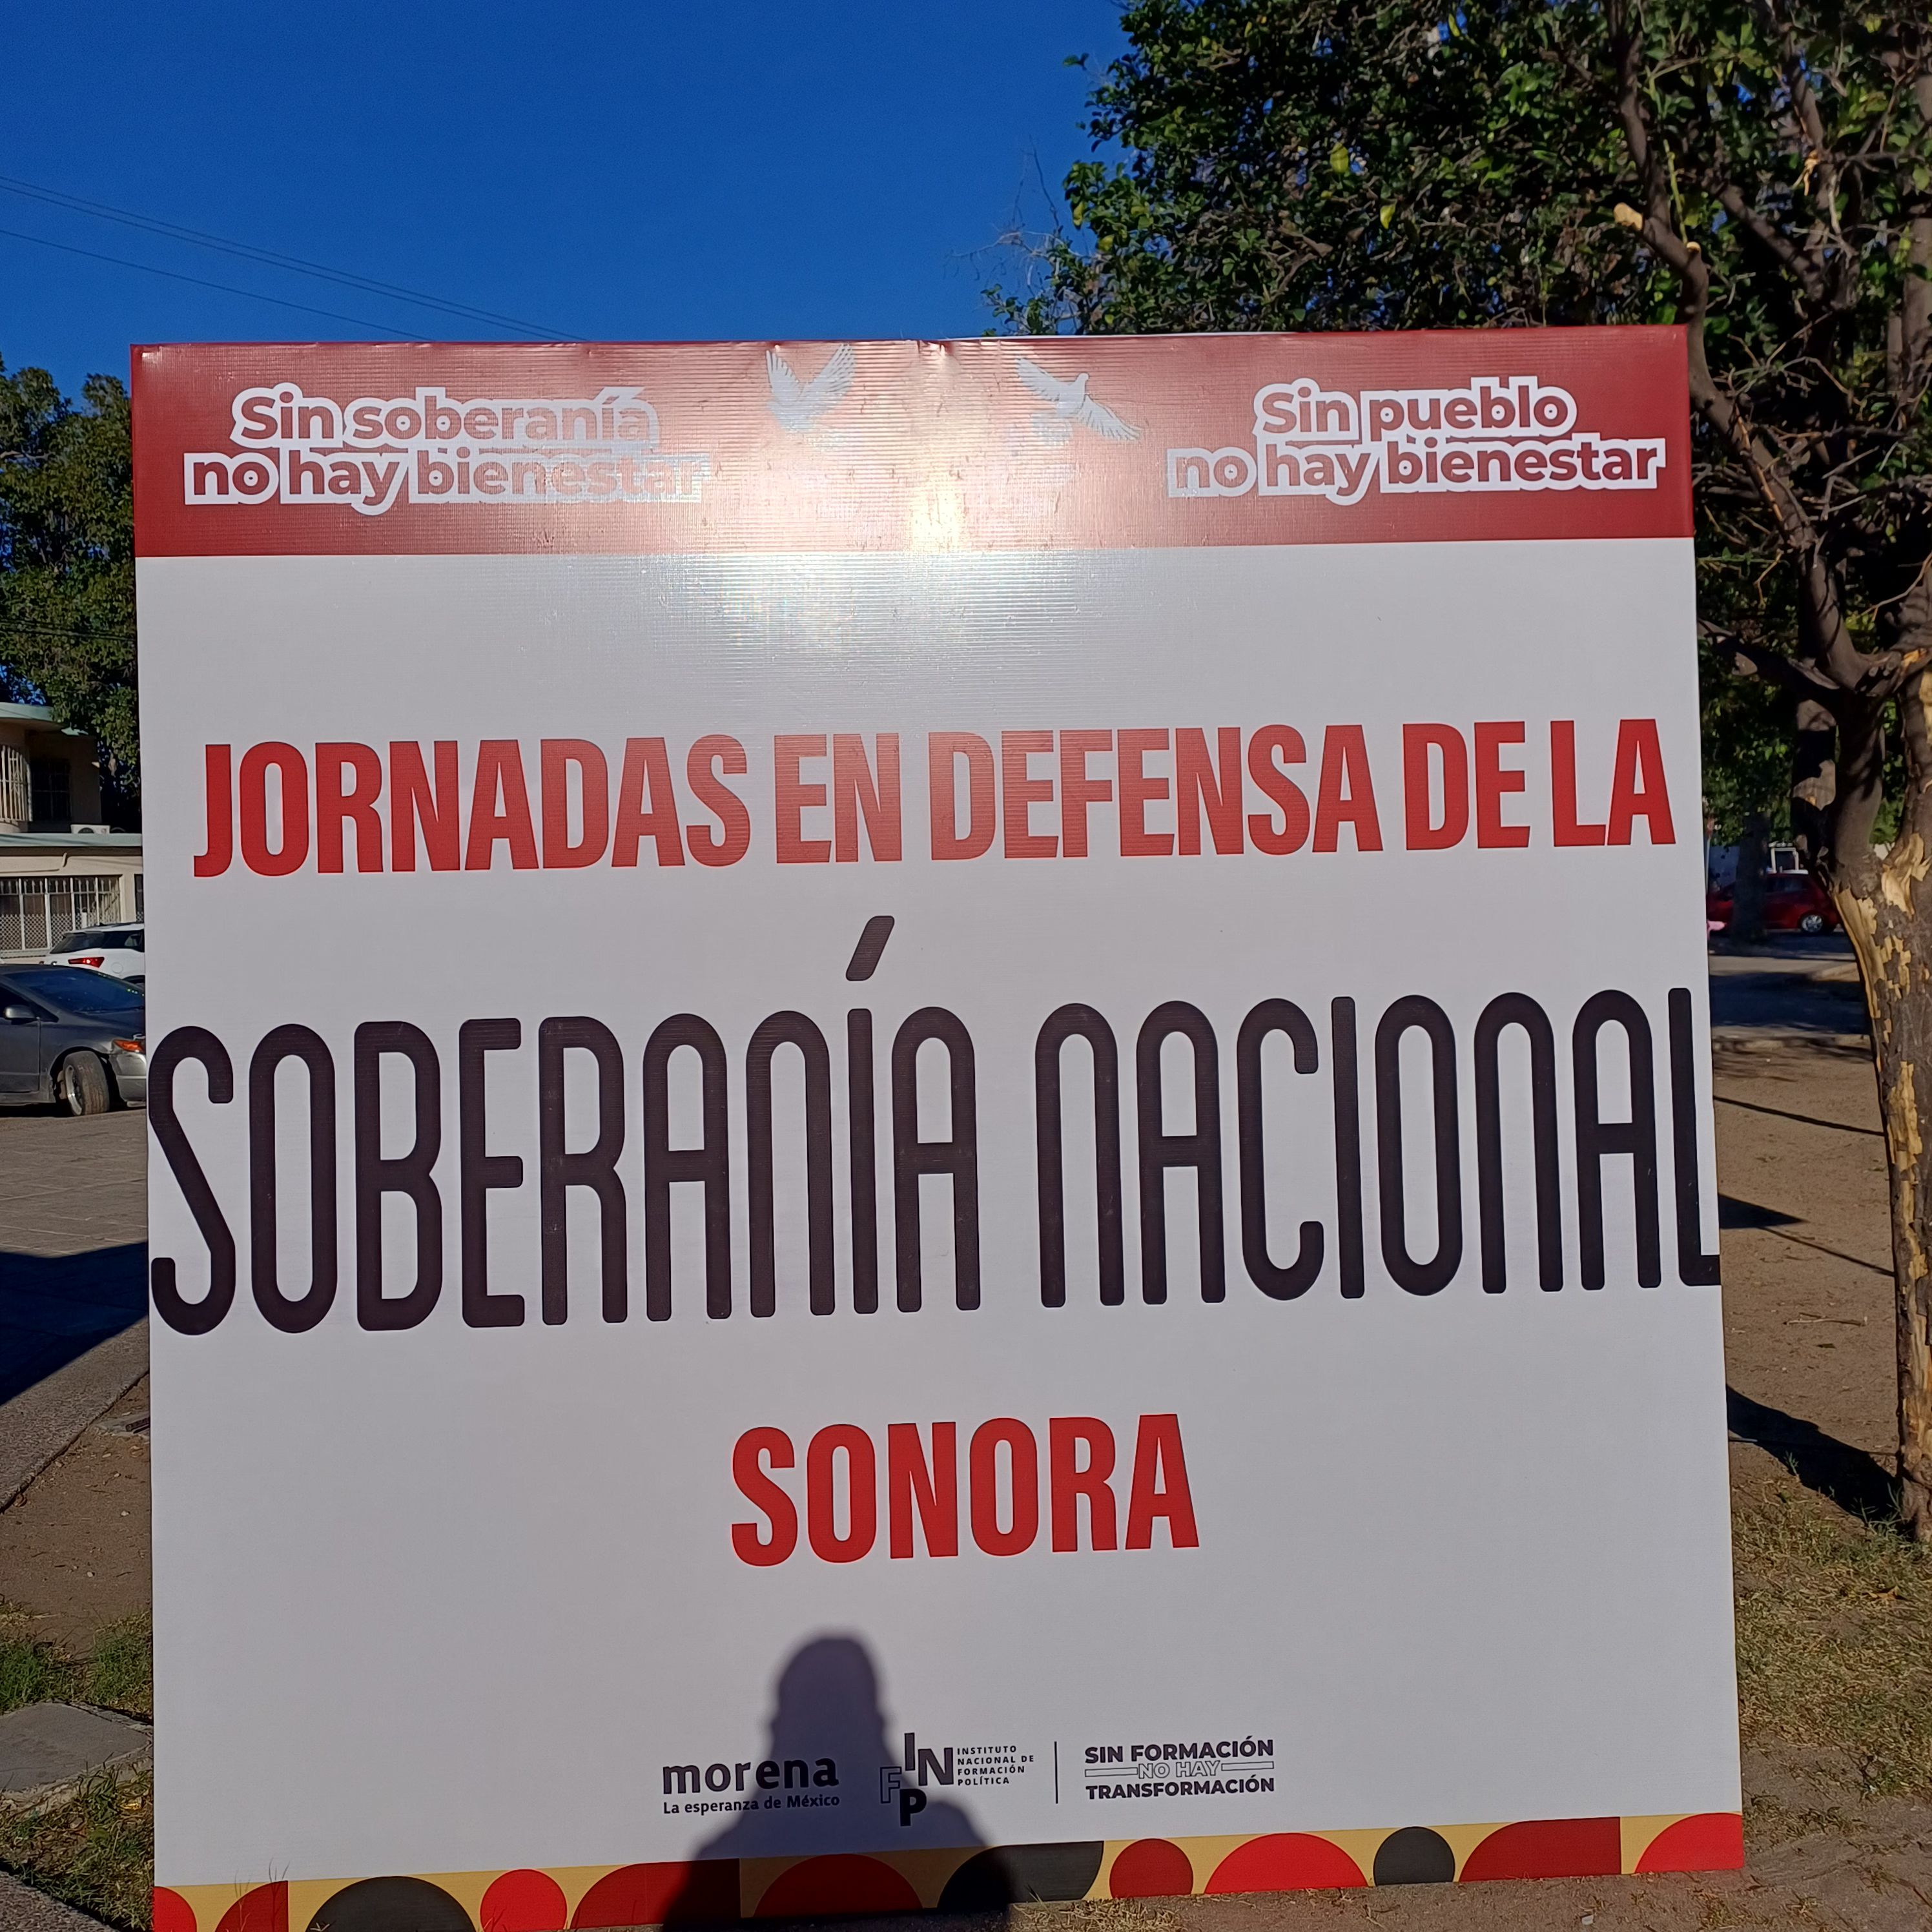 Sin soberanía
no hay bienestar
Sin pueblo
no hay bienestar
JORNADAS EN DEFENSA DE LA
SOBERANÍA NACIONAL
SONORA
morena
La esperanza de México
INFP
INSTITUTO
NACIONAL DE
FORMACIÓN
POLÍTICA
SIN FORMACIÓN
NO HAY
TRANSFORMACIÓN